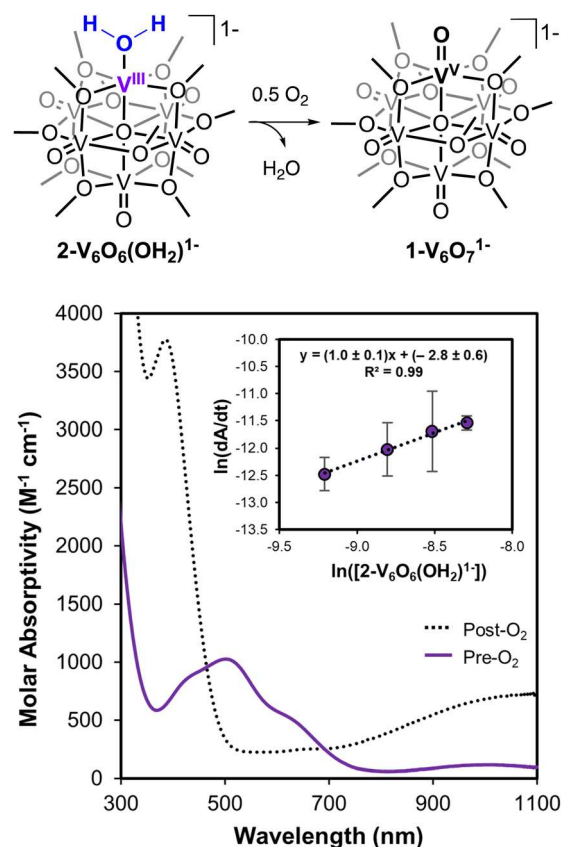 H H
O
V^III
1-
O O
O O
O V V O
O
O V V O
O O
O V O
O
0.5 O₂
H₂O
O
V^V
1-
O O
O O
O V V O
O
O V V O
O O
O V O
O
2-V₆O₆(OH₂)¹⁻
1-V₆O₇¹⁻
Molar Absorptivity (M⁻¹ cm⁻¹)
4000
3500
3000
2500
2000
1500
1000
500
0
300 500 700 900 1100
Wavelength (nm)
y = (1.0 ± 0.1)x + (– 2.8 ± 0.6)
R² = 0.99
ln(dA/dt)
-10.0
-10.5
-11.0
-11.5
-12.0
-12.5
-13.0
-13.5
-9.5 -9.0 -8.5 -8.0
ln([2-V₆O₆(OH₂)¹⁻])
Post-O₂
Pre-O₂